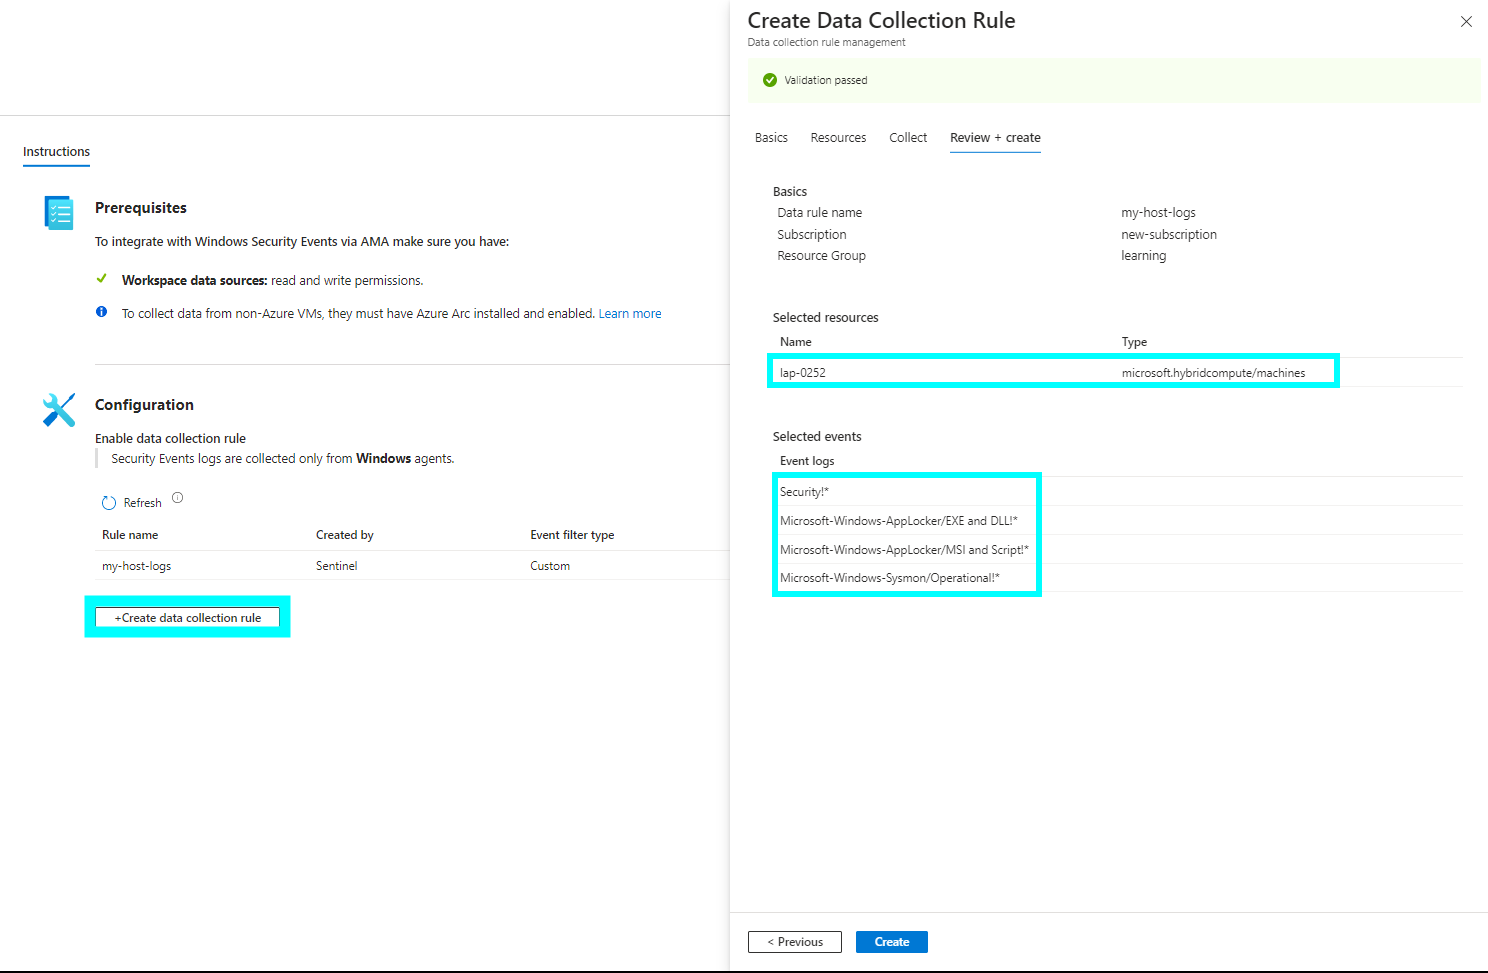 Instructions
Prerequisites
To integrate with Windows Security Events via AMA make sure you have:
Workspace data sources: read and write permissions.
To collect data from non-Azure VMs, they must have Azure Arc installed and enabled. Learn more
Configuration
Enable data collection rule
Security Events logs are collected only from Windows agents.
Refresh
Rule name Created by Event filter type
my-host-logs Sentinel Custom
+Create data collection rule
Create Data Collection Rule
Data collection rule management
Validation passed
Basics Resources Collect Review + create
Basics
Data rule name my-host-logs
Subscription new-subscription
Resource Group learning
Selected resources
Name Type
lap-0252 microsoft.hybridcompute/machines
Selected events
Event logs
Security!*
Microsoft-Windows-AppLocker/EXE and DLL!*
Microsoft-Windows-AppLocker/MSI and Script!*
Microsoft-Windows-Sysmon/Operational!*
< Previous Create